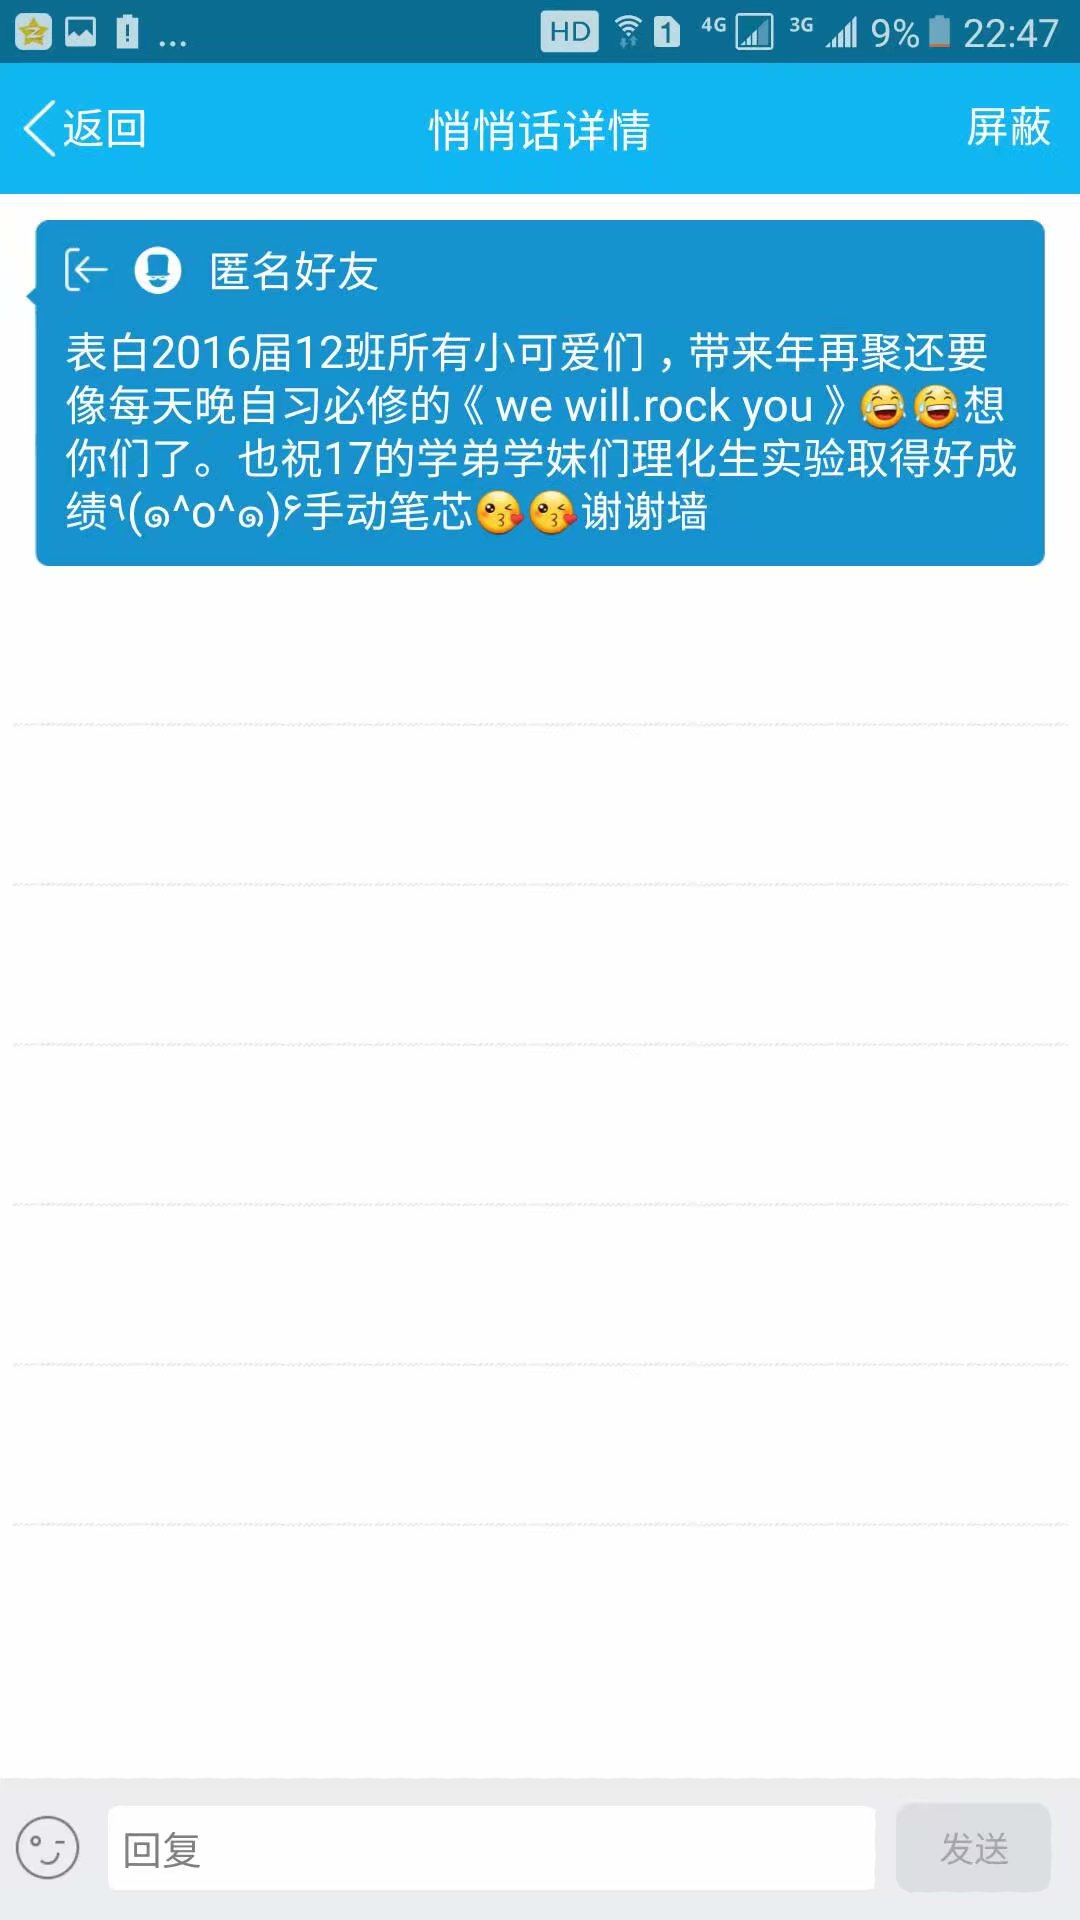 ... HD 1 4G 3G 9% 22:47
返回 悄悄话详情 屏蔽
匿名好友
表白2016届12班所有小可爱们，带来年再聚还要
像每天晚自习必修的《we will.rock you》😂😂想
你们了。也祝17的学弟学妹们理化生实验取得好成
绩٩(๑^o^๑)۶手动笔芯😘😘谢谢墙
回复 发送